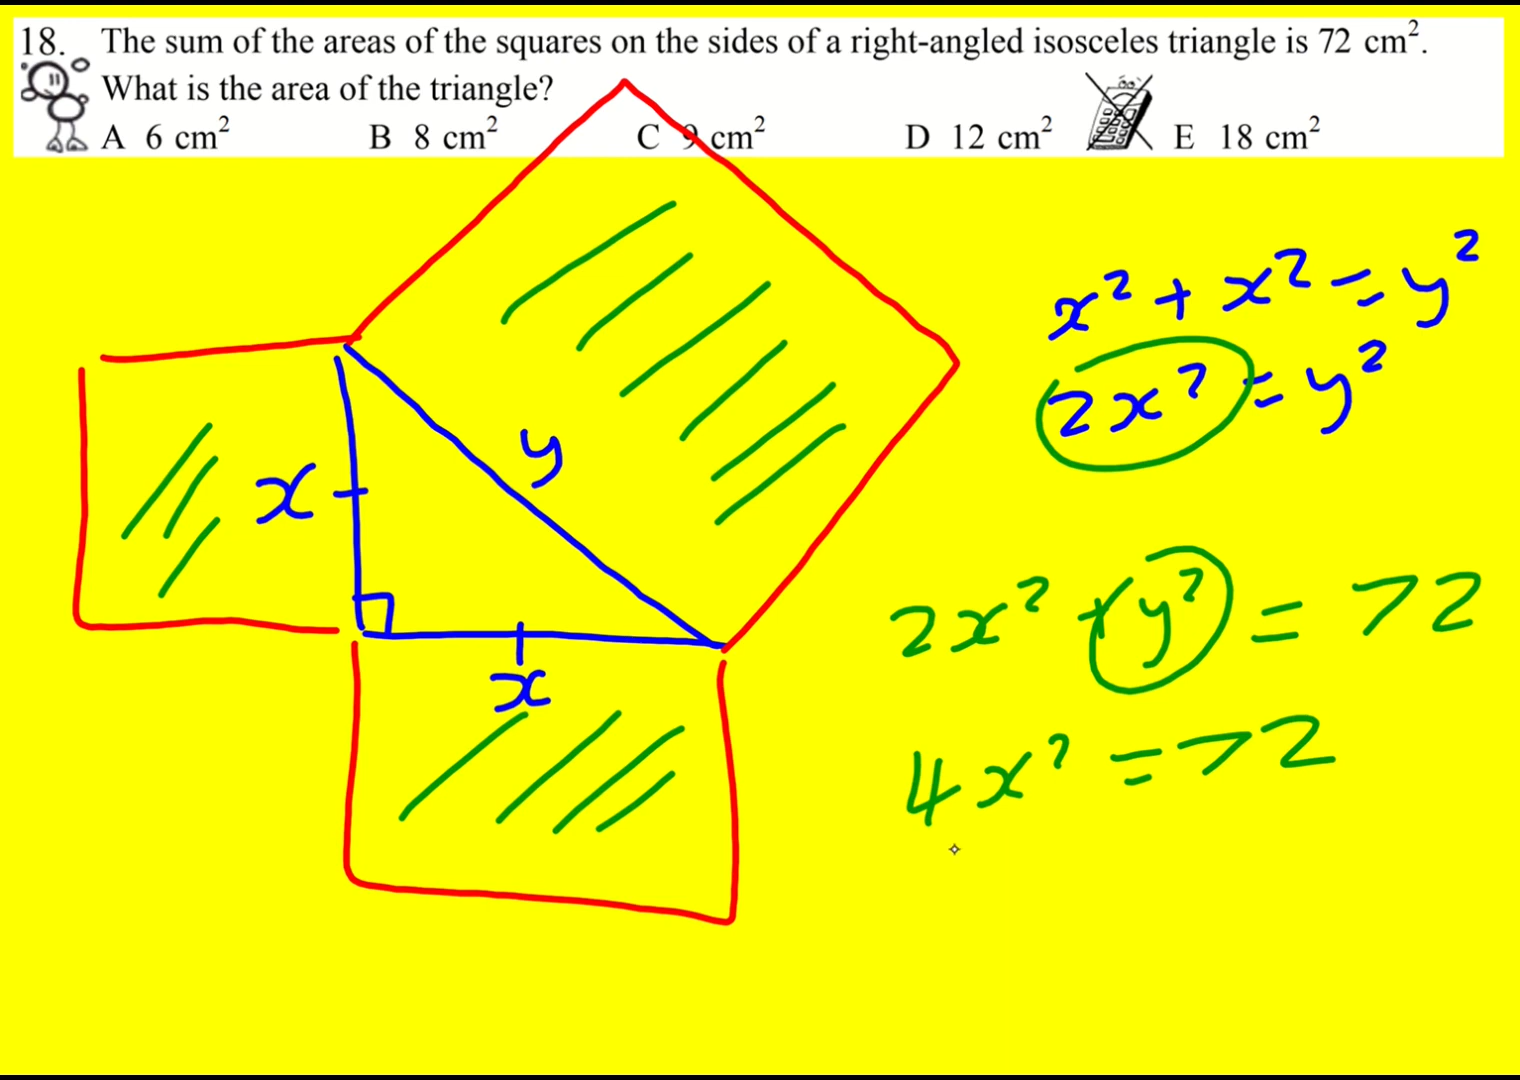 18. The sum of the areas of the squares on the sides of a right-angled isosceles triangle is 72 cm².
What is the area of the triangle?
A 6 cm² B 8 cm² C 9 cm² D 12 cm² E 18 cm²
x² + x² = y²
2x² = y²
y
x
x
2x² + y² = 72
4x² = 72